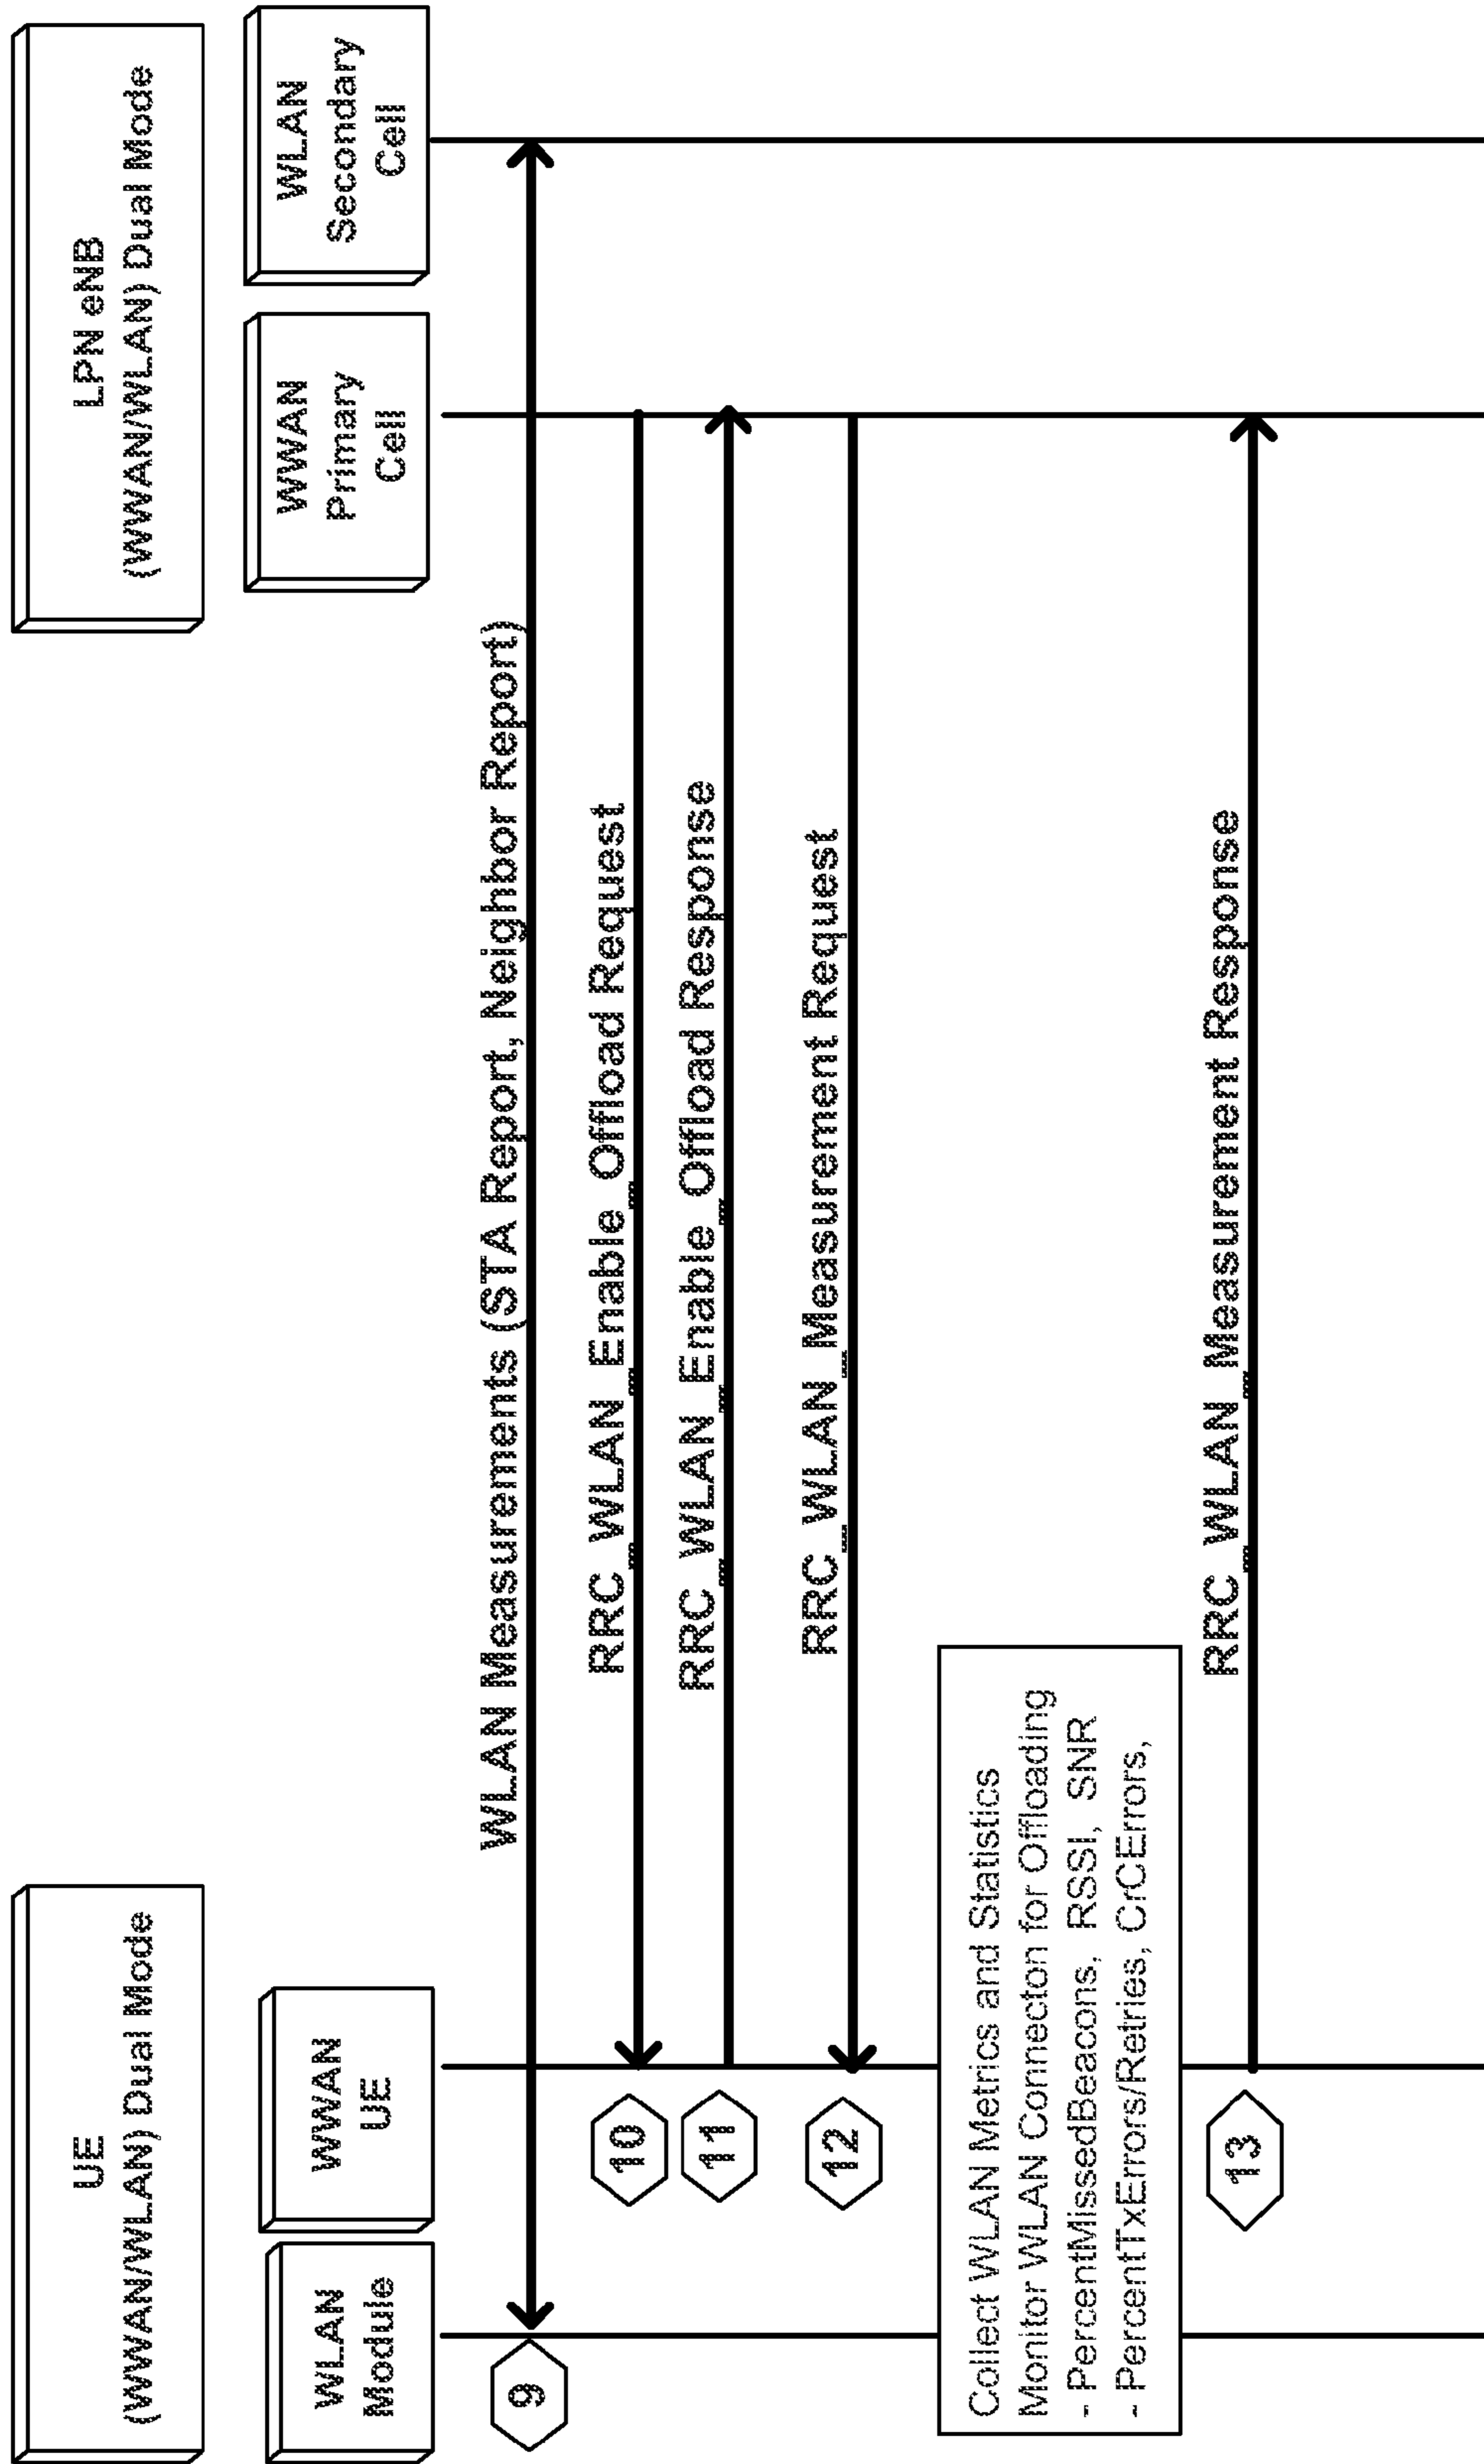 UE
(WWAN/WLAN) Dual Mode
LPN eNB
(WWAN/WLAN) Dual Mode
WLAN
Module
WWAN
UE
WWAN
Primary
Cell
WLAN
Secondary
Cell
9
WLAN Measurements (STA Report, Neighbor Report)
10
RRC_WLAN_Enable_Offload Request
11
RRC_WLAN_Enable_Offload Response
12
RRC_WLAN_Measurement Request
Collect WLAN Metrics and Statistics
Monitor WLAN Connecton for Offloading
- PercentMissedBeacons, RSSI, SNR
- PercentTxErrors/Retries, CrCErrors,
13
RRC_WLAN_Measurement Response